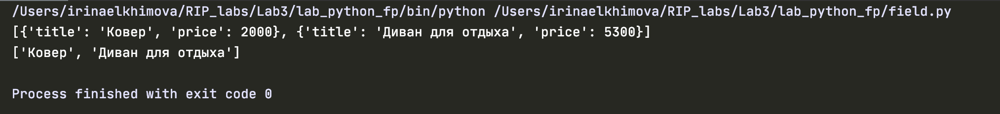 /Users/irinaelkhimova/RIP_labs/Lab3/lab_python_fp/bin/python /Users/irinaelkhimova/RIP_labs/Lab3/lab_python_fp/field.py
[{'title': 'Ковер', 'price': 2000}, {'title': 'Диван для отдыха', 'price': 5300}]
['Ковер', 'Диван для отдыха']
Process finished with exit code 0